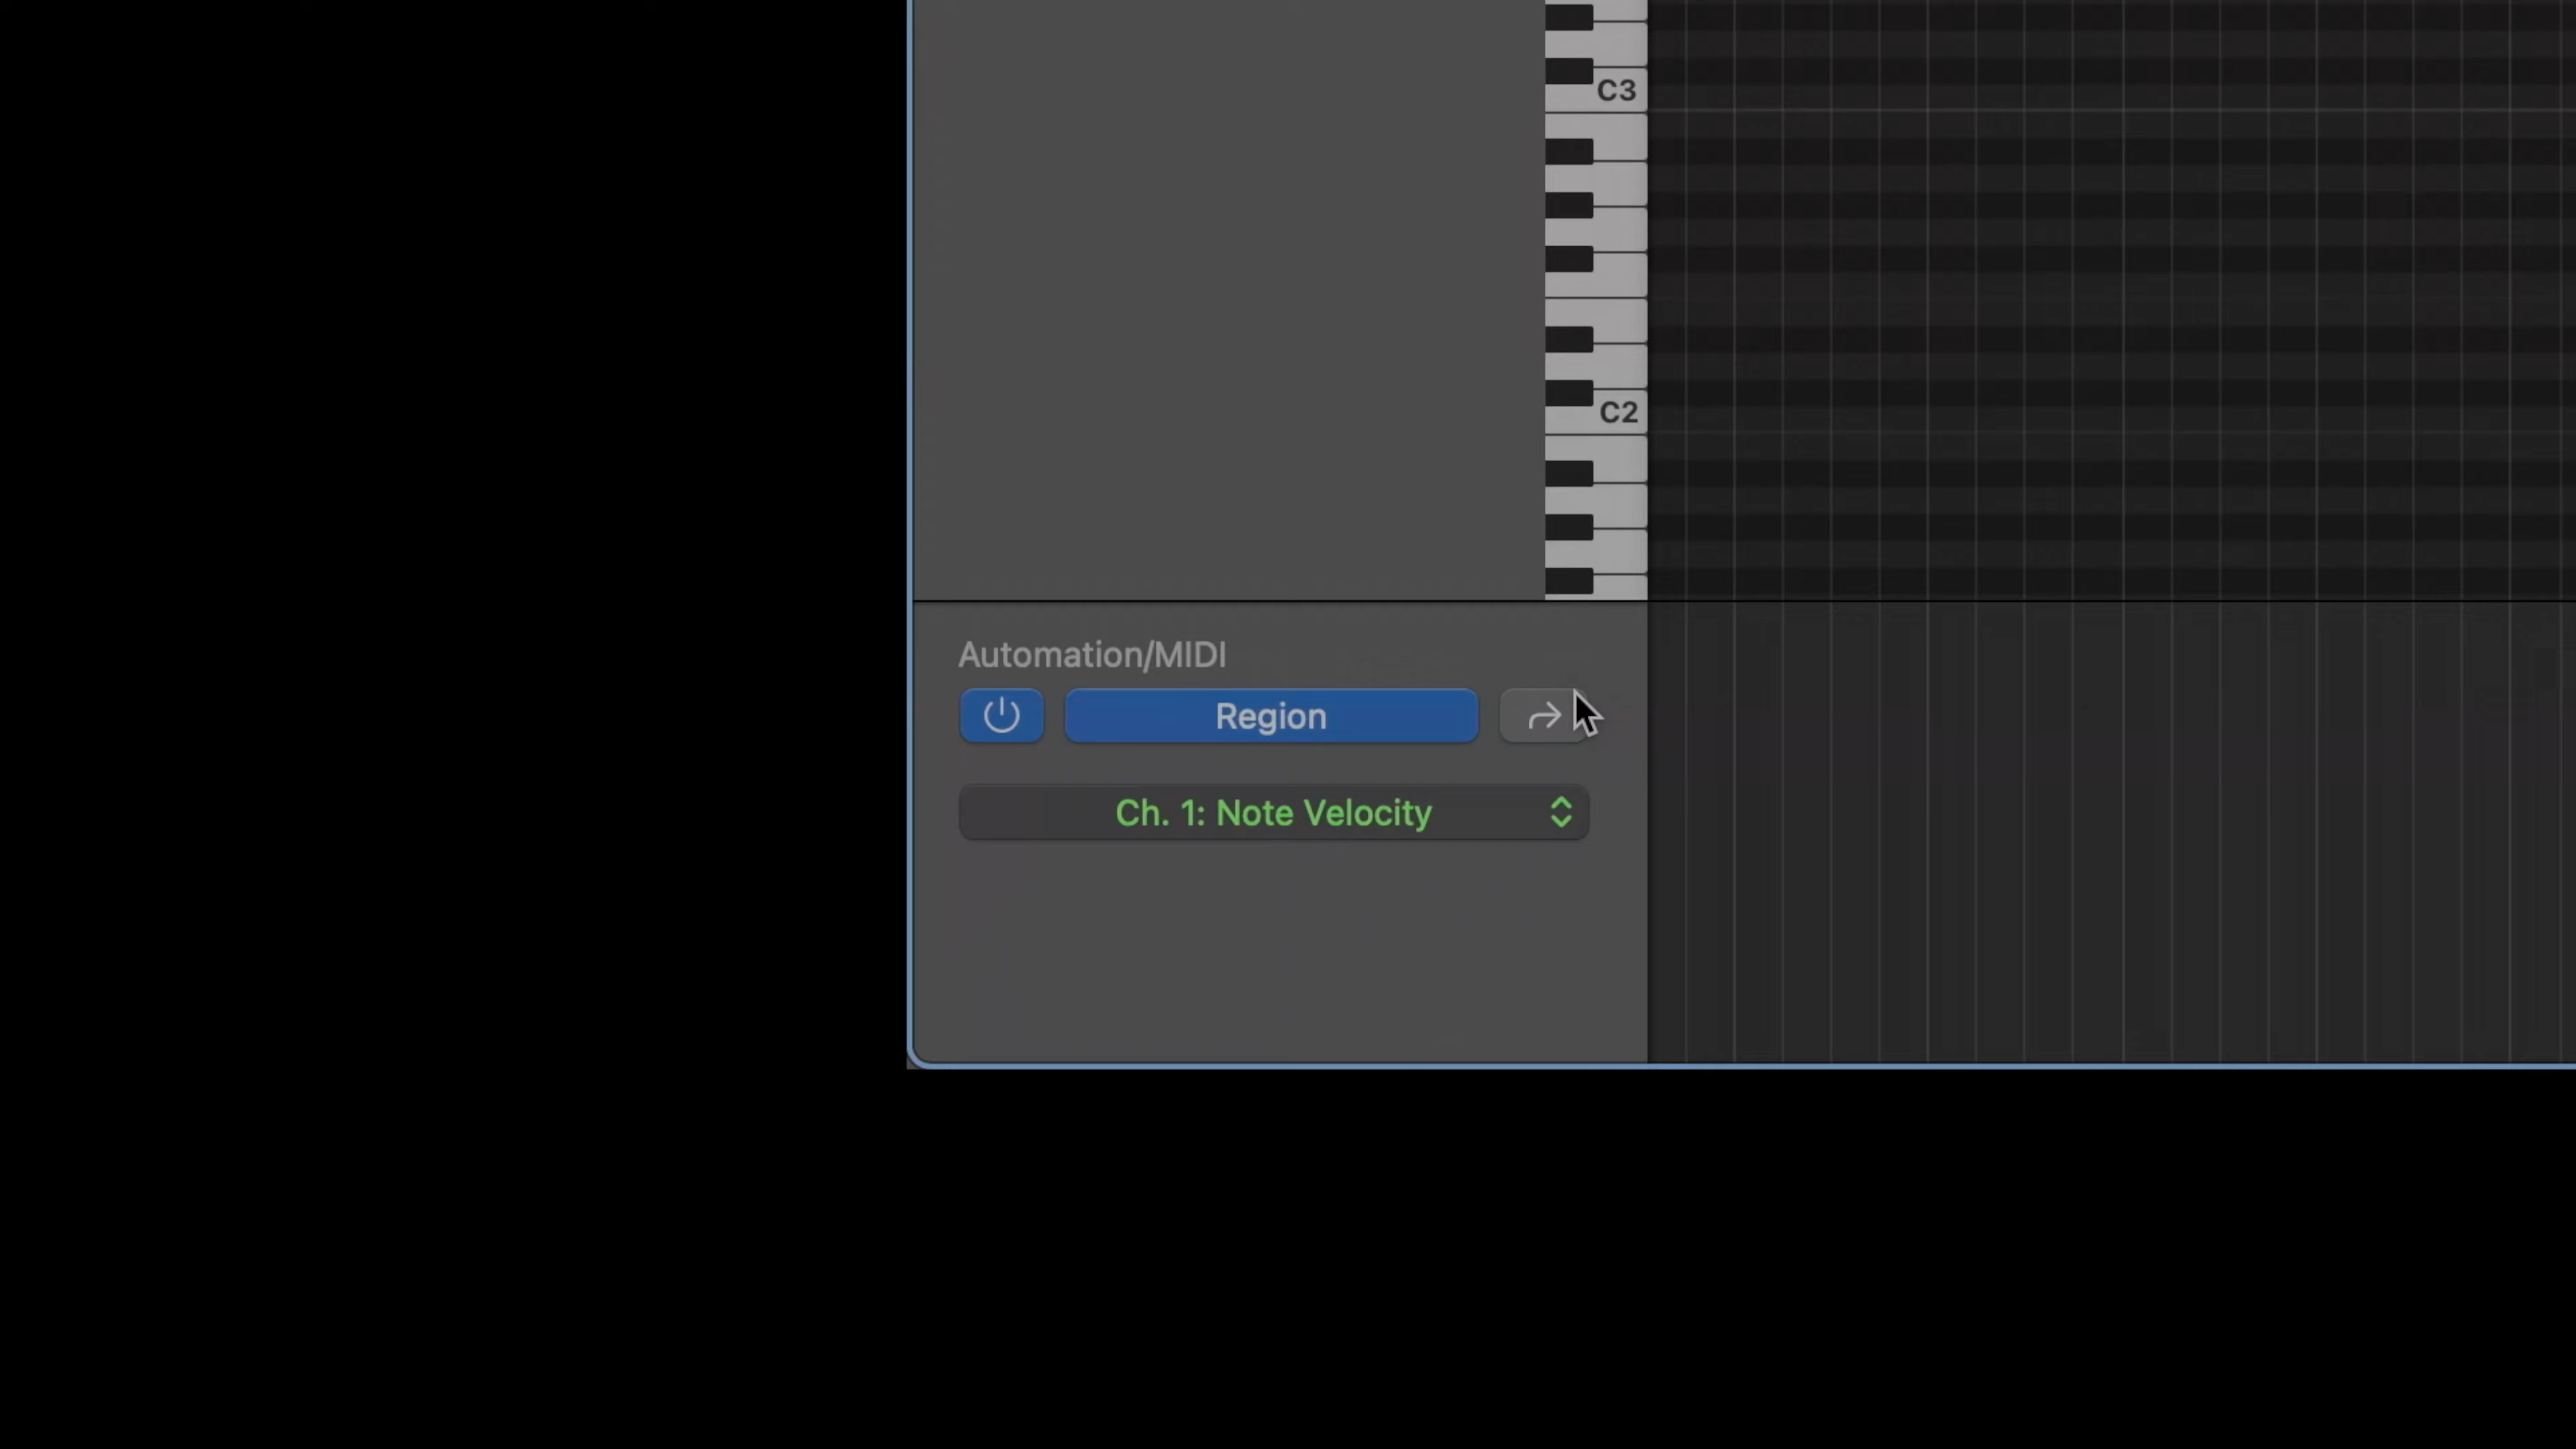 C3
C2
Automation/MIDI
Region
Ch. 1: Note Velocity